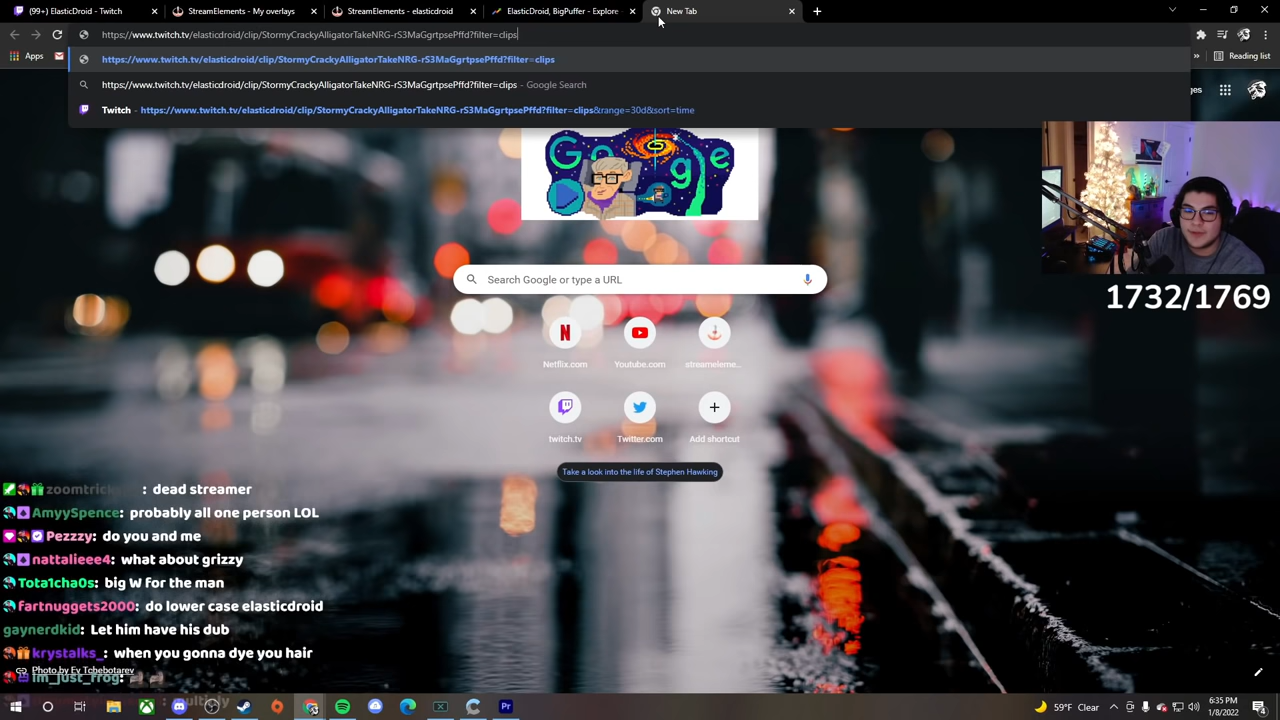 (99+) ElasticDroid - Twitch
StreamElements - My overlays
StreamElements - elasticdroid
ElasticDroid, BigPuffer - Explore
New Tab
https://www.twitch.tv/elasticdroid/clip/StormyCrackyAlligatorTakeNRG-rS3MaGgrtpsePffd?filter=clips
Apps
Reading list
https://www.twitch.tv/elasticdroid/clip/StormyCrackyAlligatorTakeNRG-rS3MaGgrtpsePffd?filter=clips
https://www.twitch.tv/elasticdroid/clip/StormyCrackyAlligatorTakeNRG-rS3MaGgrtpsePffd?filter=clips - Google Search
Twitch - https://www.twitch.tv/elasticdroid/clip/StormyCrackyAlligatorTakeNRG-rS3MaGgrtpsePffd?filter=clips&range=30d&sort=time
ges
Search Google or type a URL
1732/1769
Netflix.com
Youtube.com
streameleme...
twitch.tv
Twitter.com
Add shortcut
Take a look into the life of Stephen Hawking
: dead streamer
AmyySpence: probably all one person LOL
Pezzzy: do you and me
nattalieee4: what about grizzy
Tota1cha0s: big W for the man
fartnuggets2000: do lower case elasticdroid
gaynerdkid: Let him have his dub
krystalks_: when you gonna dye you hair
Photo by Ev Tchebotarev
im_just_frog:
59°F Clear
6:35 PM
1/8/2022